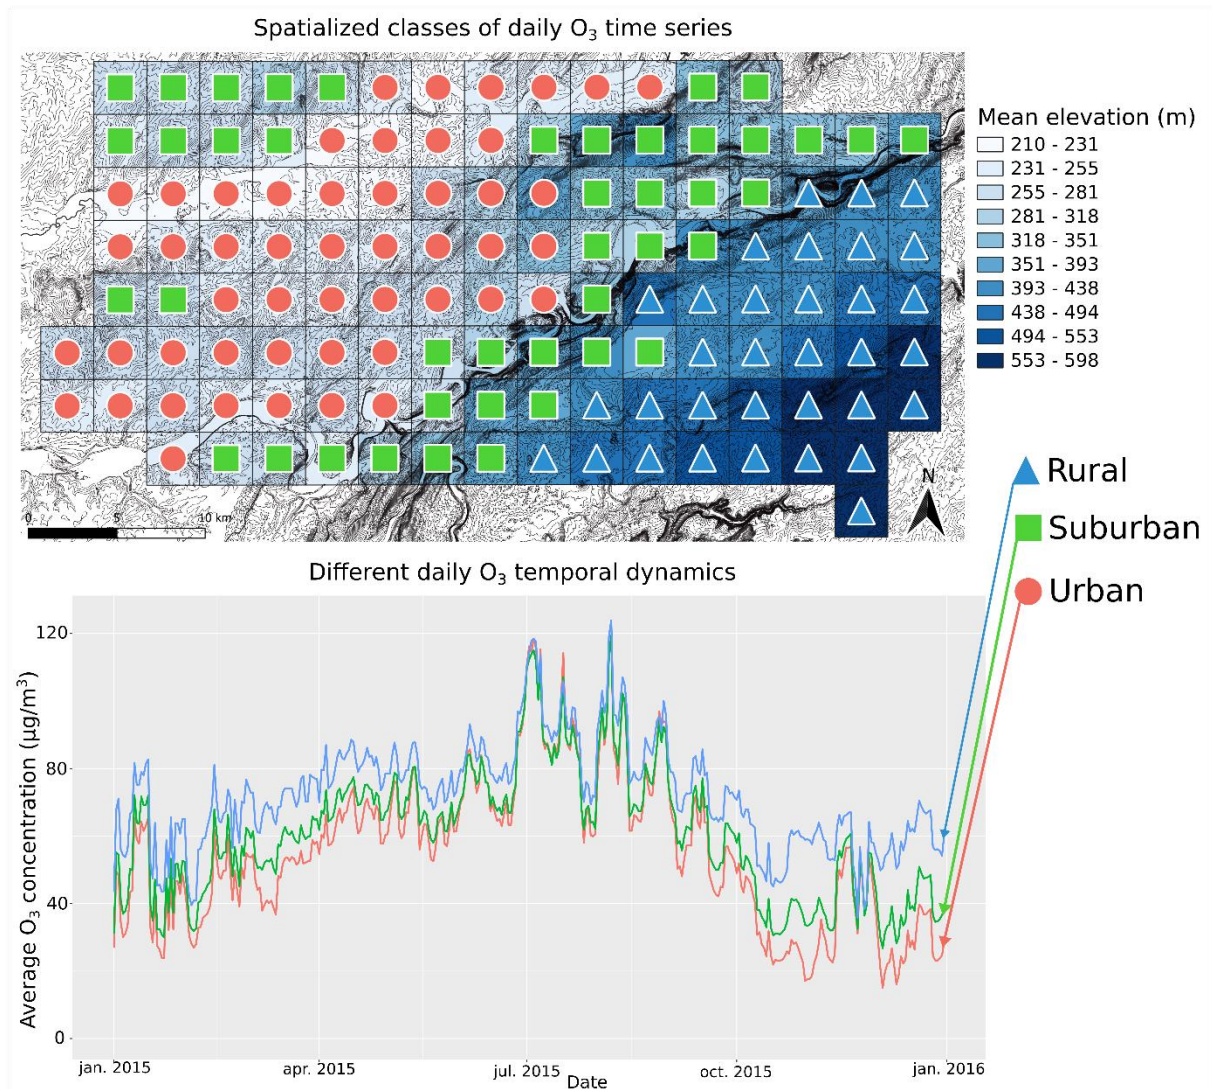 Spatialized classes of daily O₃ time series
Mean elevation (m)
210 - 231
231 - 255
255 - 281
281 - 318
318 - 351
351 - 393
393 - 438
438 - 494
494 - 553
553 - 598
N
0 5 10 km
Rural
Suburban
Urban
Different daily O₃ temporal dynamics
Average O₃ concentration (µg/m³)
120
80
40
0
jan. 2015 apr. 2015 jul. 2015 oct. 2015 jan. 2016
Date